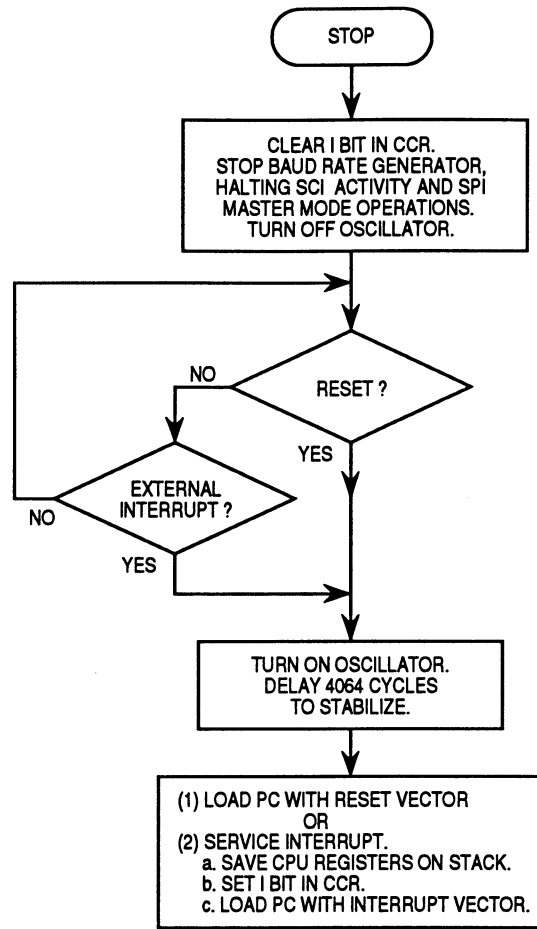 STOP
CLEAR I BIT IN CCR.
STOP BAUD RATE GENERATOR,
HALTING SCI ACTIVITY AND SPI
MASTER MODE OPERATIONS.
TURN OFF OSCILLATOR.
NO
RESET ?
YES
EXTERNAL
INTERRUPT ?
NO
YES
TURN ON OSCILLATOR.
DELAY 4064 CYCLES
TO STABILIZE.
(1) LOAD PC WITH RESET VECTOR
OR
(2) SERVICE INTERRUPT.
a. SAVE CPU REGISTERS ON STACK.
b. SET I BIT IN CCR.
c. LOAD PC WITH INTERRUPT VECTOR.